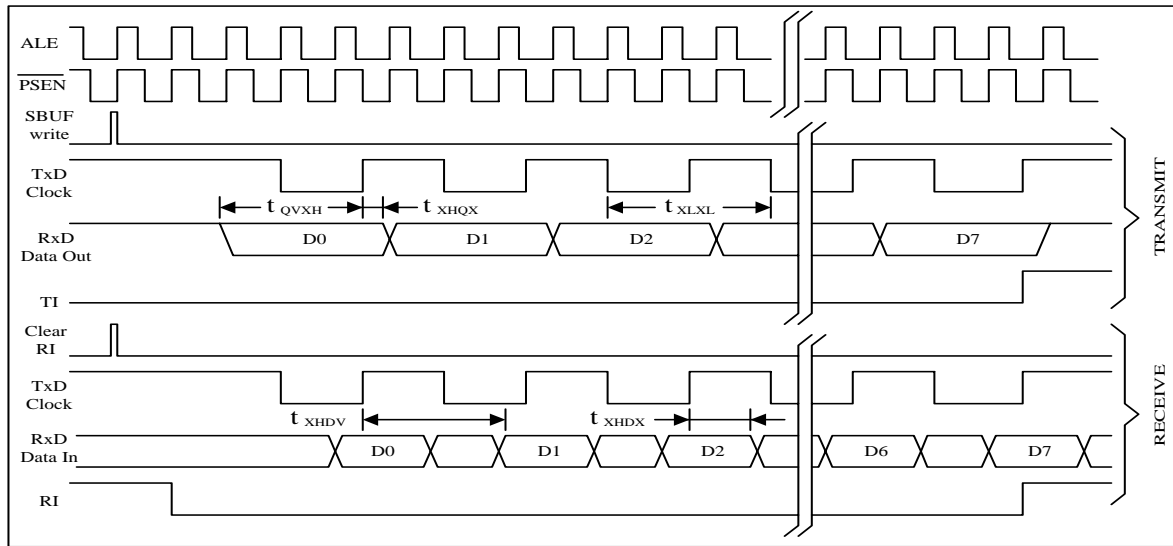 ALE
PSEN
SBUF
write
TxD
Clock
t QVXH
t XHQX
t XLXL
RxD
Data Out
D0
D1
D2
D7
TI
TRANSMIT
Clear
RI
TxD
Clock
t XHDV
t XHDX
RxD
Data In
D0
D1
D2
D6
D7
RI
RECEIVE